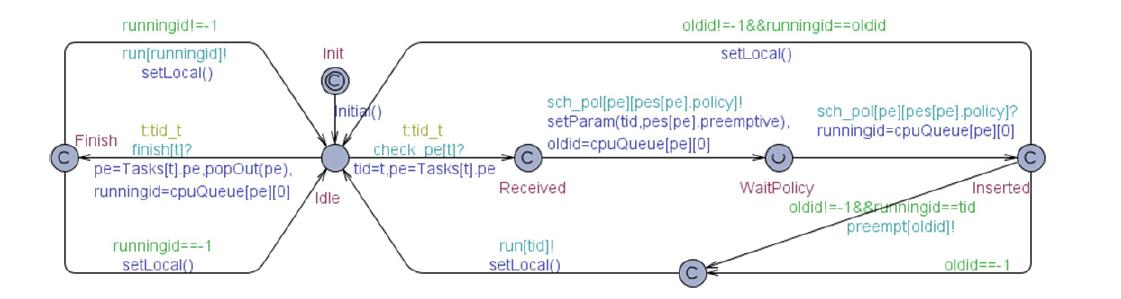 runningid!=-1
oldid!=-1&&runningid==oldid
run[runningid]!
setLocal()
Init
setLocal()
Initial()
sch_pol[pe][pes[pe].policy]!
setParam(tid,pes[pe].preemptive),
oldid=cpuQueue[pe][0]
sch_pol[pe][pes[pe].policy]?
runningid=cpuQueue[pe][0]
Finish
t:tid_t
finish[t]?
pe=Tasks[t].pe,popOut(pe),
runningid=cpuQueue[pe][0]
t:tid_t
check_pe[t]?
tid=t,pe=Tasks[t].pe
Idle
Received
WaitPolicy
Inserted
oldid!=-1&&runningid==tid
preempt[oldid]!
runningid==-1
setLocal()
run[tid]!
setLocal()
oldid==-1
C
C
C
C
C